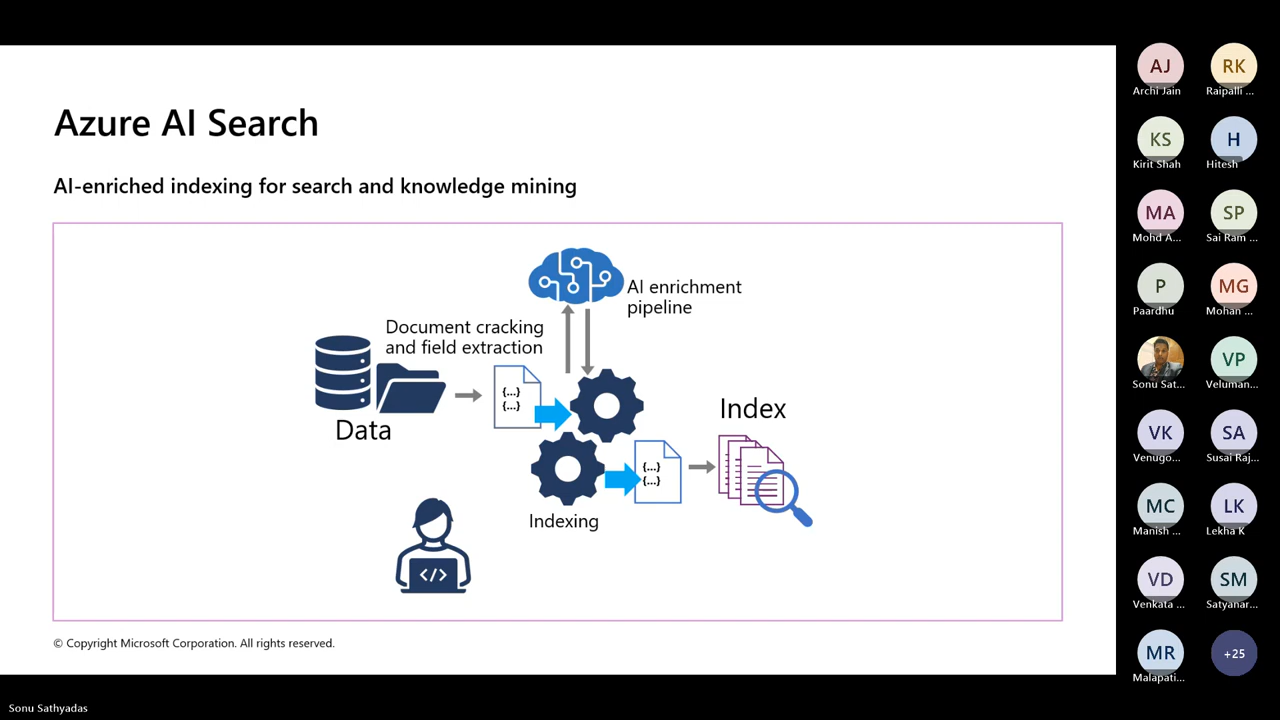 Azure AI Search
AI-enriched indexing for search and knowledge mining
AI enrichment
pipeline
Document cracking
and field extraction
{...}
{...}
Data
Index
{...}
{...}
Indexing
</>
© Copyright Microsoft Corporation. All rights reserved.
Sonu Sathyadas
AJ
Archi Jain
RK
Raipalli ...
KS
Kirit Shah
H
Hitesh
MA
Mohd A...
SP
Sai Ram ...
P
Paardhu
MG
Mohan ...
Sonu Sat...
VP
Veluman...
VK
Venugo...
SA
Susai Raj...
MC
Manish ...
LK
Lekha K
VD
Venkata ...
SM
Satyanar...
MR
Malapati...
+25